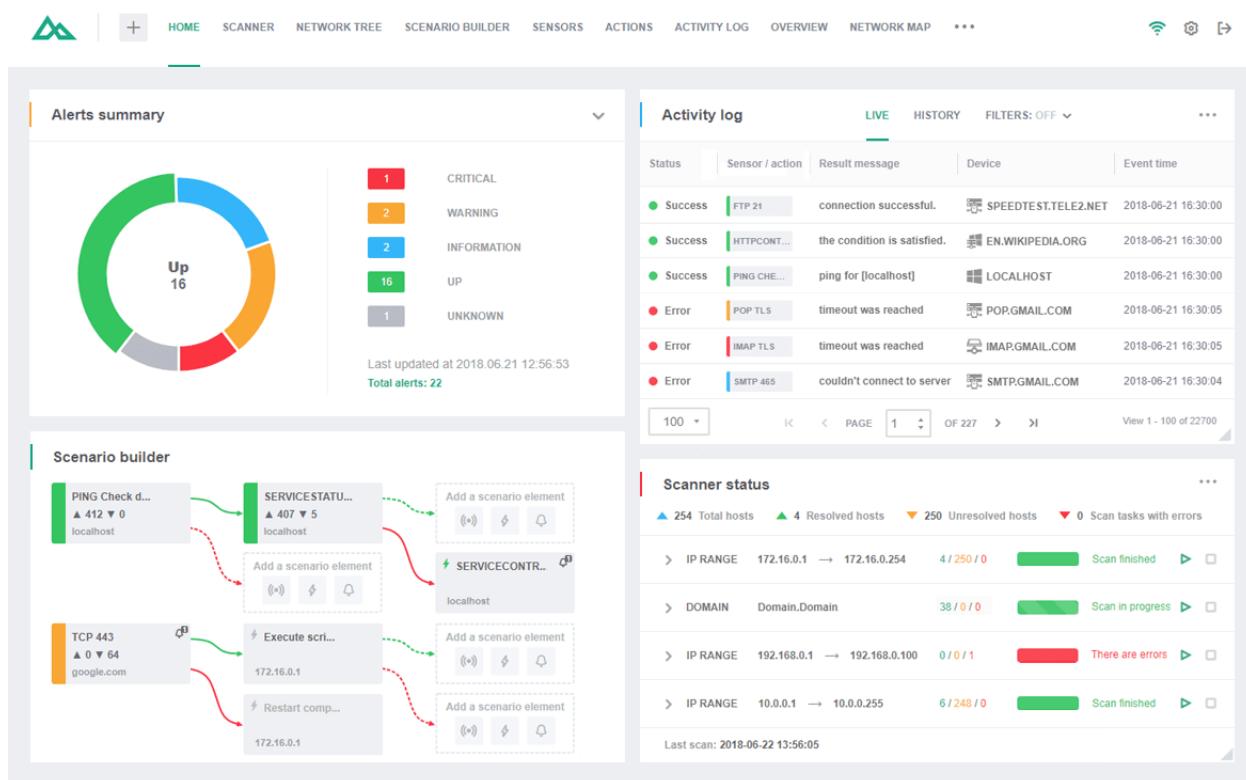 HOME SCANNER NETWORK TREE SCENARIO BUILDER SENSORS ACTIONS ACTIVITY LOG OVERVIEW NETWORK MAP
Alerts summary
Up
16
1 CRITICAL
2 WARNING
2 INFORMATION
16 UP
1 UNKNOWN
Last updated at 2018.06.21 12:56:53
Total alerts: 22
Activity log LIVE HISTORY FILTERS: OFF
Status Sensor / action Result message Device Event time
Success FTP 21 connection successful. SPEEDTEST.TELE2.NET 2018-06-21 16:30:00
Success HTTPCONT... the condition is satisfied. EN.WIKIPEDIA.ORG 2018-06-21 16:30:00
Success PING CHE... ping for [localhost] LOCALHOST 2018-06-21 16:30:00
Error POP TLS timeout was reached POP.GMAIL.COM 2018-06-21 16:30:05
Error IMAP TLS timeout was reached IMAP.GMAIL.COM 2018-06-21 16:30:05
Error SMTP 465 couldn't connect to server SMTP.GMAIL.COM 2018-06-21 16:30:04
100 PAGE 1 OF 227 View 1 - 100 of 22700
Scenario builder
PING Check d...
▲ 412 ▼ 0
localhost
SERVICESTATU...
▲ 407 ▼ 5
localhost
Add a scenario element
Add a scenario element
SERVICECONTR...
localhost
TCP 443
▲ 0 ▼ 64
google.com
Execute scri...
172.16.0.1
Add a scenario element
Restart comp...
172.16.0.1
Add a scenario element
Scanner status
▲ 254 Total hosts ▲ 4 Resolved hosts ▼ 250 Unresolved hosts ▼ 0 Scan tasks with errors
IP RANGE 172.16.0.1 → 172.16.0.254 4 / 250 / 0 Scan finished
DOMAIN Domain.Domain 38 / 0 / 0 Scan in progress
IP RANGE 192.168.0.1 → 192.168.0.100 0 / 0 / 1 There are errors
IP RANGE 10.0.0.1 → 10.0.0.255 6 / 248 / 0 Scan finished
Last scan: 2018-06-22 13:56:05